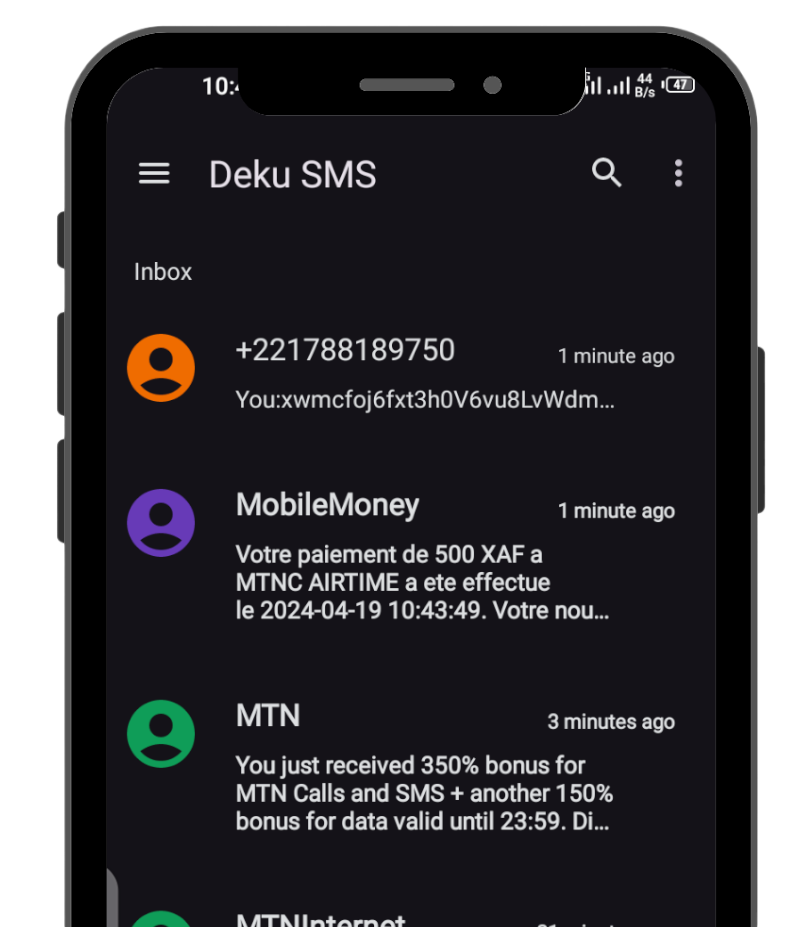 10:4
44
B/s
47
Deku SMS
Inbox
+221788189750
1 minute ago
You:xwmcfoj6fxt3h0V6vu8LvWdm...
MobileMoney
1 minute ago
Votre paiement de 500 XAF a
MTNC AIRTIME a ete effectue
le 2024-04-19 10:43:49. Votre nou...
MTN
3 minutes ago
You just received 350% bonus for
MTN Calls and SMS + another 150%
bonus for data valid until 23:59. Di...
MTNInternet